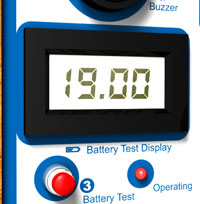 Buzzer
19.00
Battery Test Display
Operating
3
Battery Test